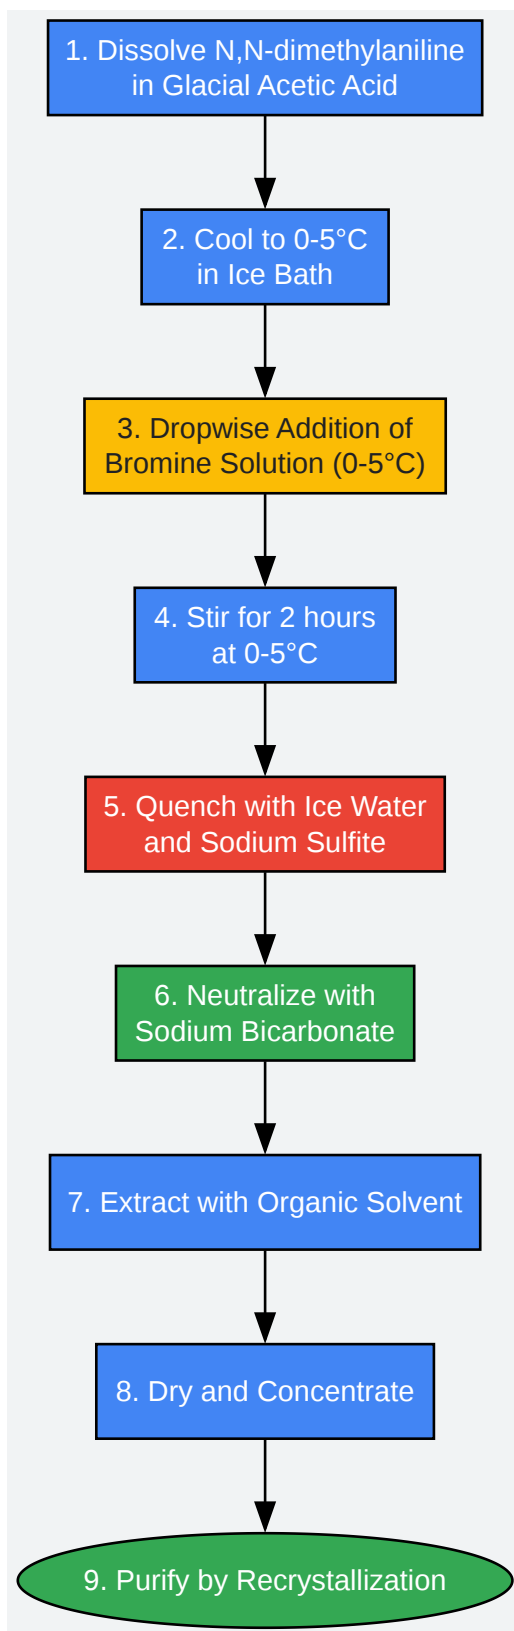 1. Dissolve N,N-dimethylaniline
in Glacial Acetic Acid
2. Cool to 0-5°C
in Ice Bath
3. Dropwise Addition of
Bromine Solution (0-5°C)
4. Stir for 2 hours
at 0-5°C
5. Quench with Ice Water
and Sodium Sulfite
6. Neutralize with
Sodium Bicarbonate
7. Extract with Organic Solvent
8. Dry and Concentrate
9. Purify by Recrystallization